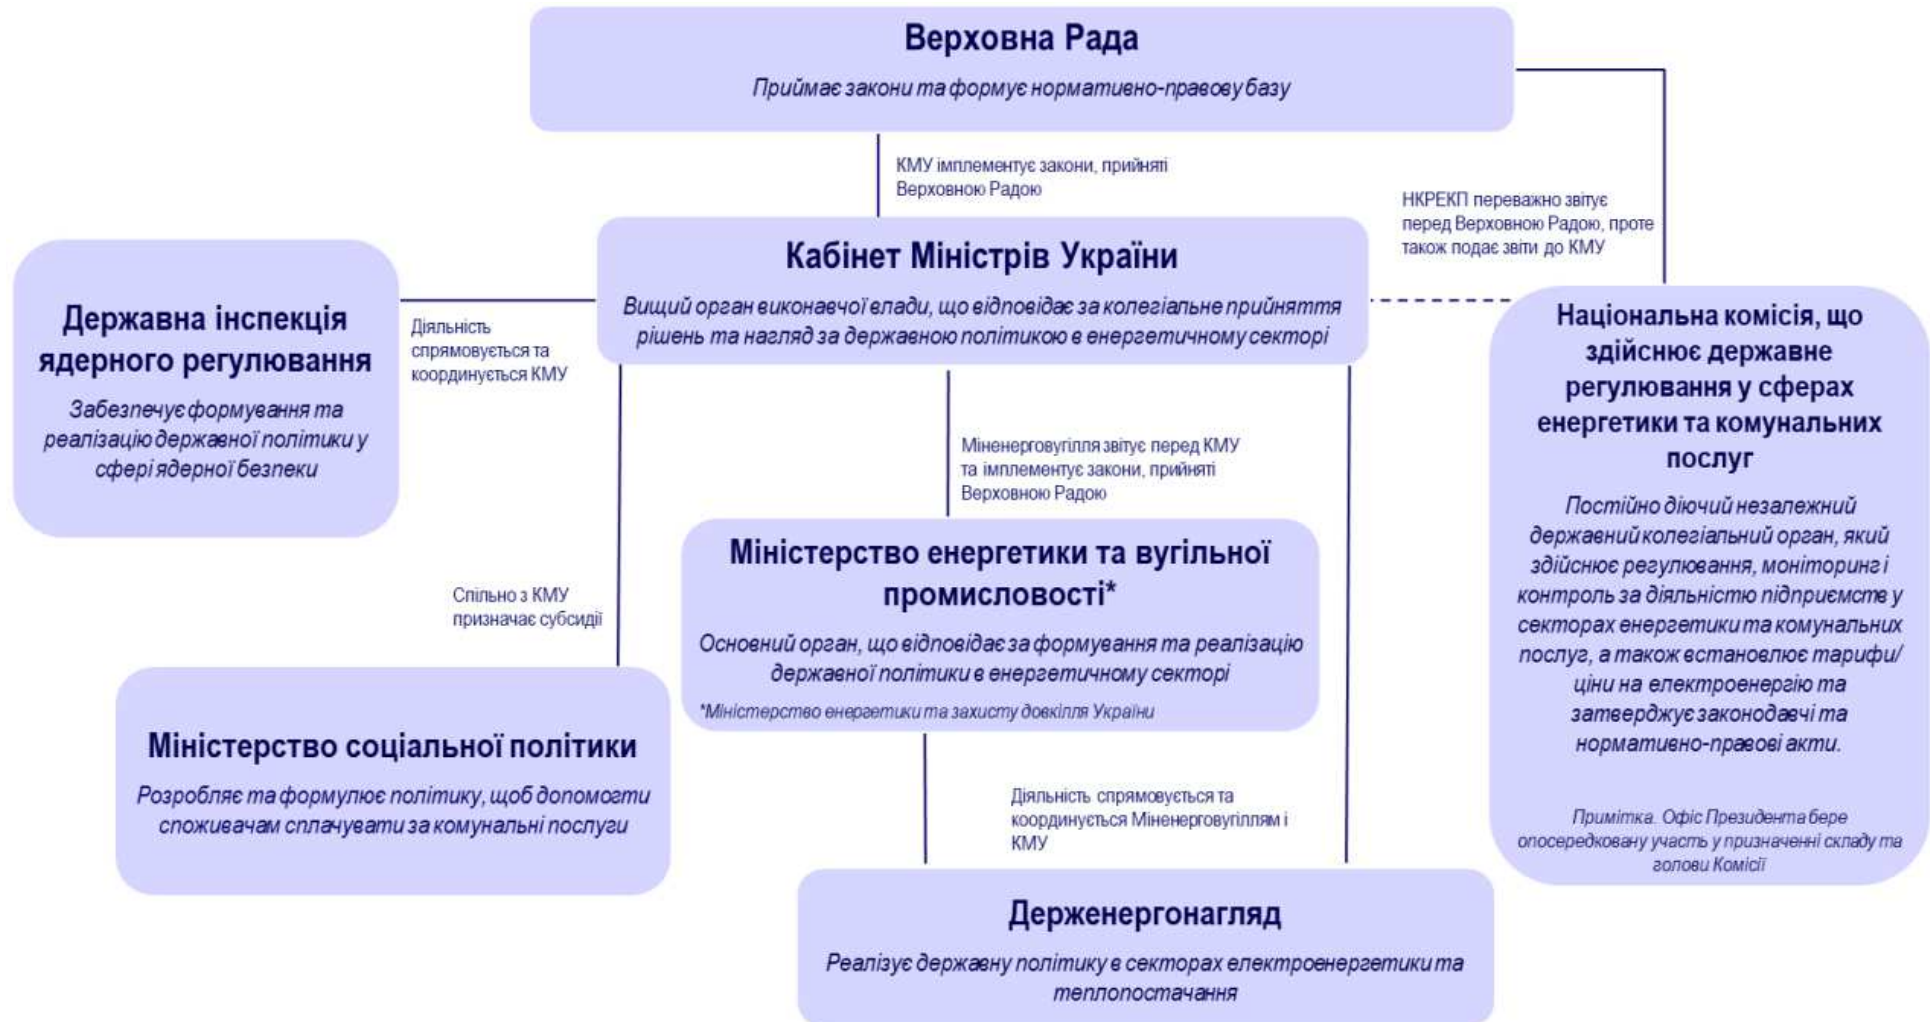 Верховна Рада
Приймає закони та формує нормативно-правову базу
КМУ імплементує закони, прийняті
Верховною Радою
НКРЕКП переважно звітує
перед Верховною Радою, проте
також подає звіти до КМУ
Кабінет Міністрів України
Вищий орган виконавчої влади, що відповідає за колегіальне прийняття
рішень та нагляд за державною політикою в енергетичному секторі
Державна інспекція
ядерного регулювання
Забезпечує формування та
реалізацію державної політики у
сфері ядерної безпеки
Діяльність
спрямовується та
координується КМУ
Національна комісія, що
здійснює державне
регулювання у сферах
енергетики та комунальних
послуг
Постійно діючий незалежний
державний колегіальний орган, який
здійснює регулювання, моніторинг і
контроль за діяльністю підприємств у
секторах енергетики та комунальних
послуг, а також встановлює тарифи/
ціни на електроенергію та
затверджує законодавчі та
нормативно-правові акти.
Примітка. Офіс Президента бере
опосередковану участь у призначенні складу та
голови Комісії
Міненерговугілля звітує перед КМУ
та імплементує закони, прийняті
Верховною Радою
Міністерство енергетики та вугільної
промисловості*
Основний орган, що відповідає за формування та реалізацію
державної політики в енергетичному секторі
*Міністерство енергетики та захисту довкілля України
Спільно з КМУ
призначає субсидії
Міністерство соціальної політики
Розробляє та формулює політику, щоб допомогти
споживачам сплачувати за комунальні послуги
Діяльність спрямовується та
координується Міненерговугіллям і
КМУ
Держенергонагляд
Реалізує державну політику в секторах електроенергетики та
теплопостачання